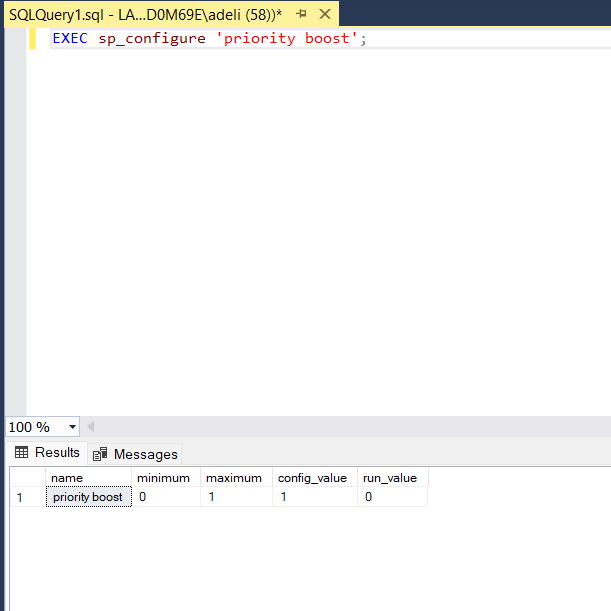 SQLQuery1.sql - LA...D0M69E\adeli (58))*
EXEC sp_configure 'priority boost';
100 %
Results Messages
name minimum maximum config_value run_value
1 priority boost 0 1 1 0